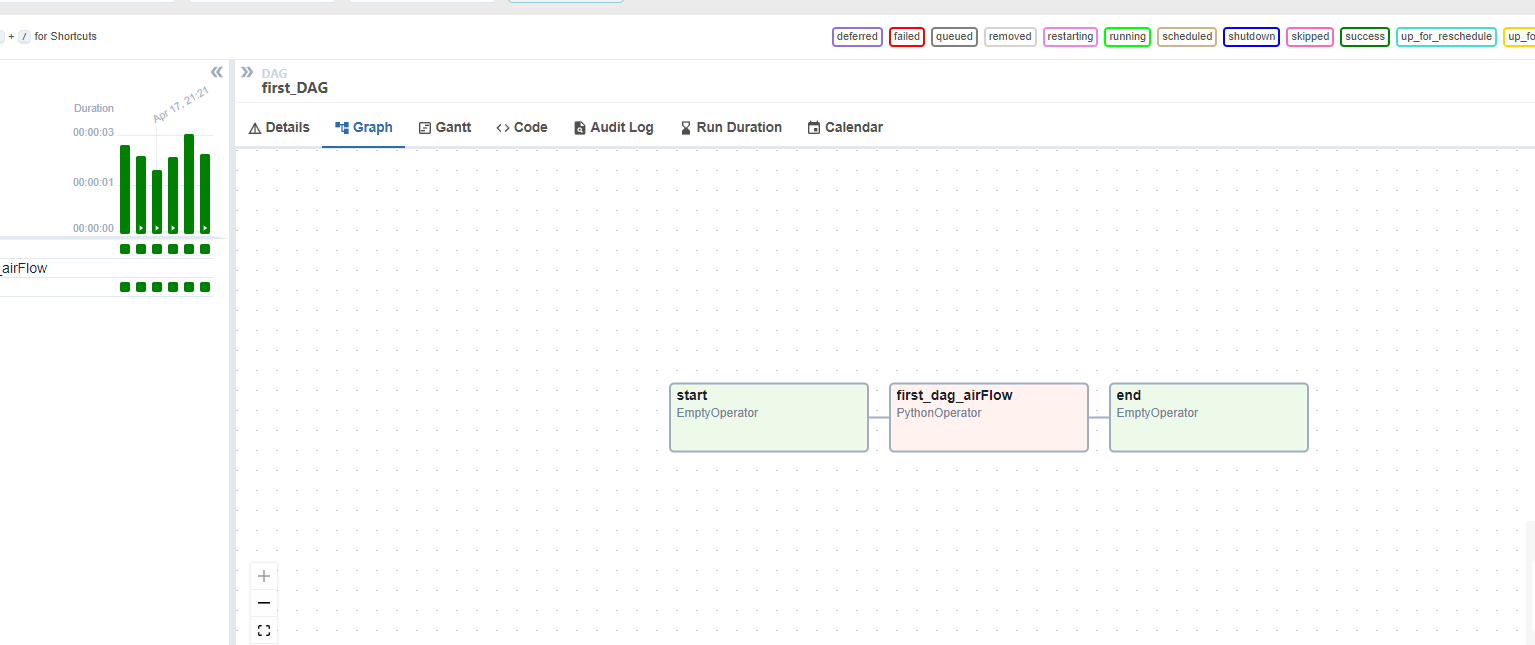 + / for Shortcuts
deferred failed queued removed restarting running scheduled shutdown skipped success up_for_reschedule up_fo
DAG
first_DAG
Details Graph Gantt Code Audit Log Run Duration Calendar
Apr 17, 21:21
Duration
00:00:03
00:00:01
00:00:00
_airFlow
start
EmptyOperator
first_dag_airFlow
PythonOperator
end
EmptyOperator